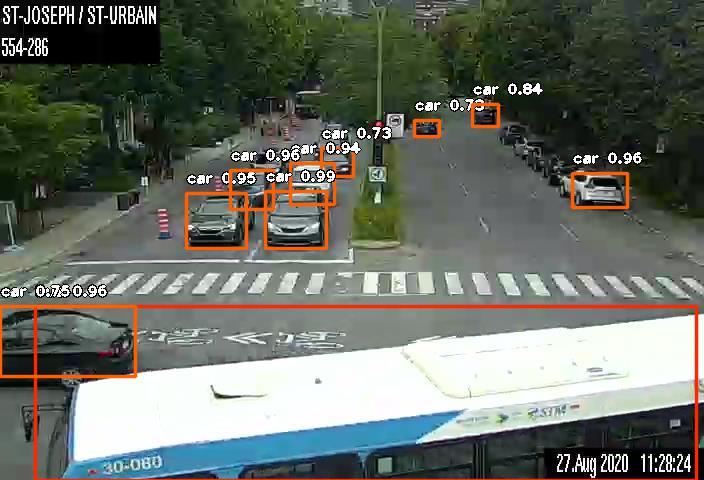 ST-JOSEPH / ST-URBAIN
554-286
car 0.84
car 0.73
car 0.73
car 0.94
car 0.96
car 0.96
car 0.95
car 0.99
car 0.75
0.96
STM
30-080
27.Aug 2020 11:28:24